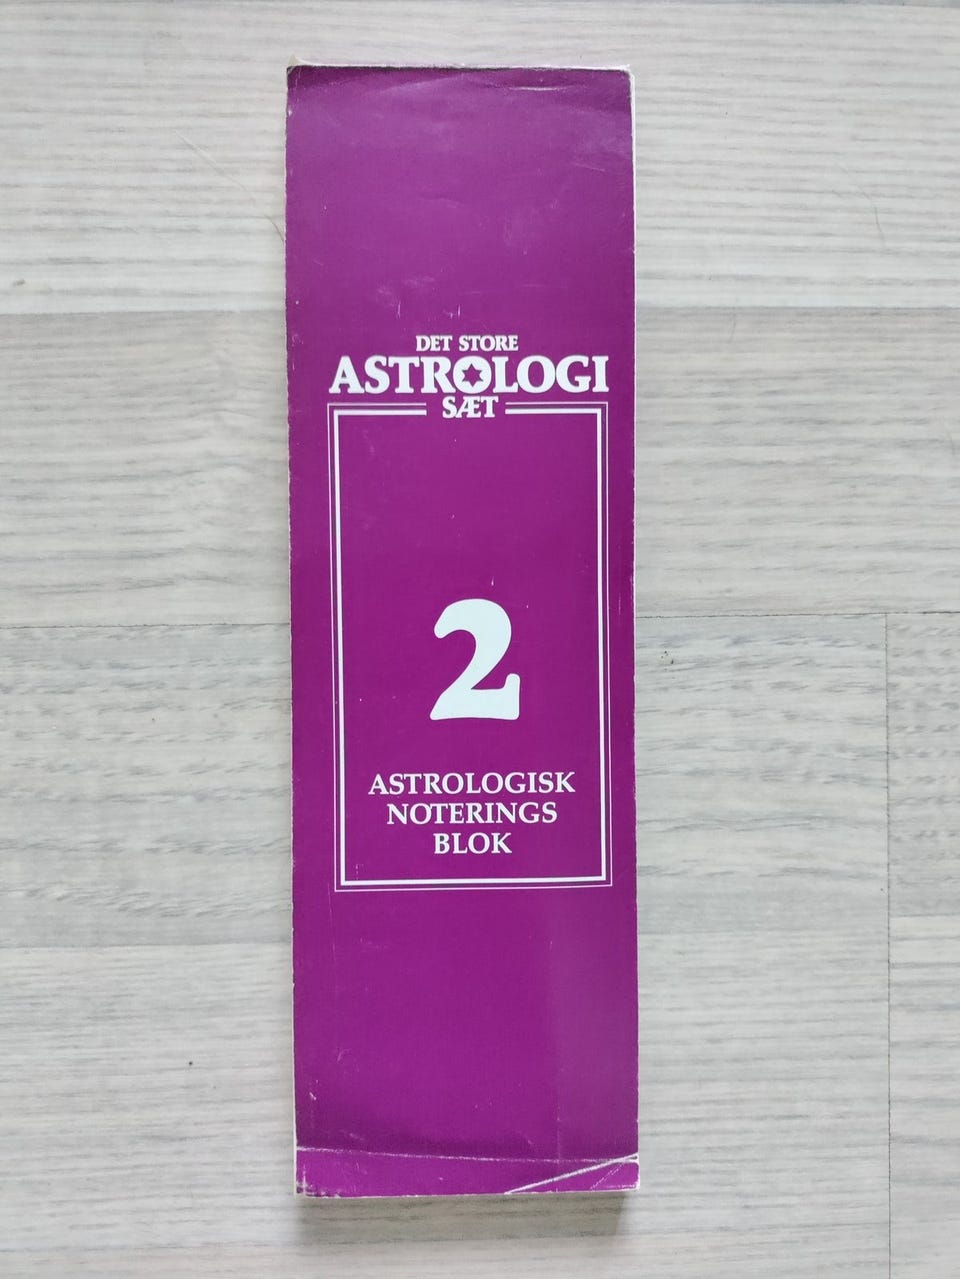 DET STORE
ASTROLOGI
SÆT
2
ASTROLOGISK
NOTERINGS
BLOK